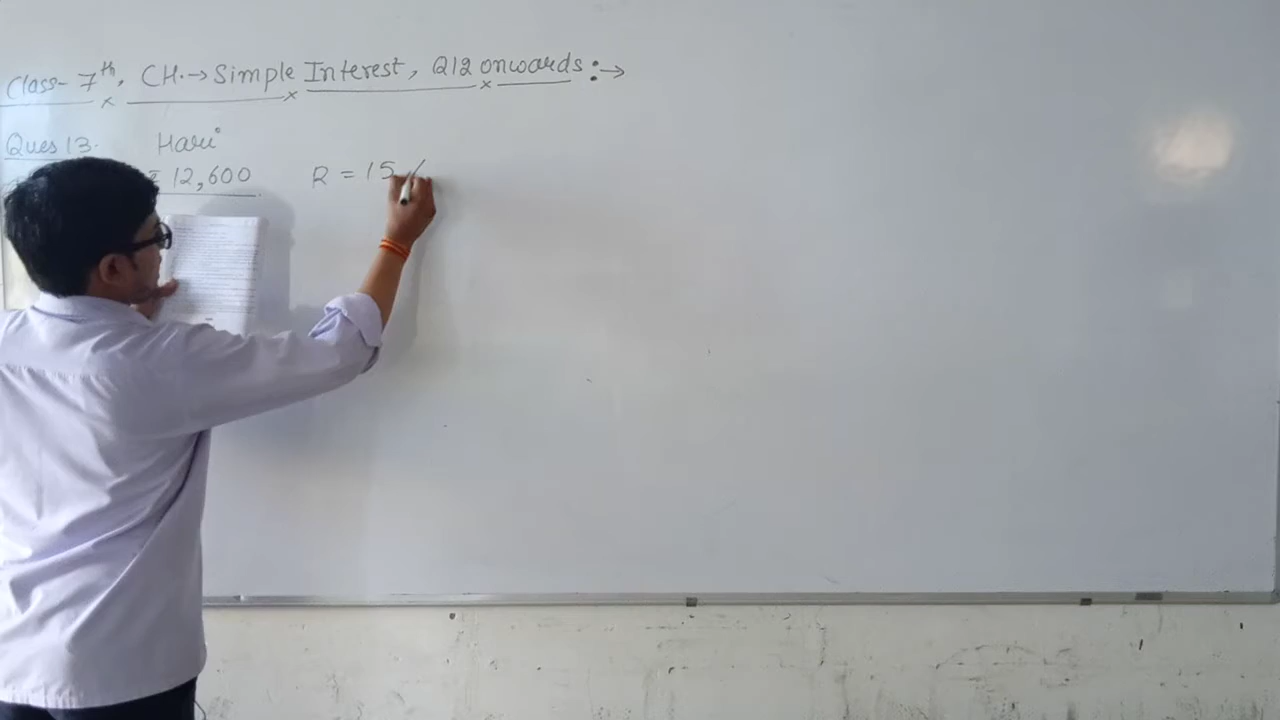 Class- 7th, CH.→ Simple Interest, Q12 onwards :→
Ques 13. Hari
₹ 12,600 R = 15 %